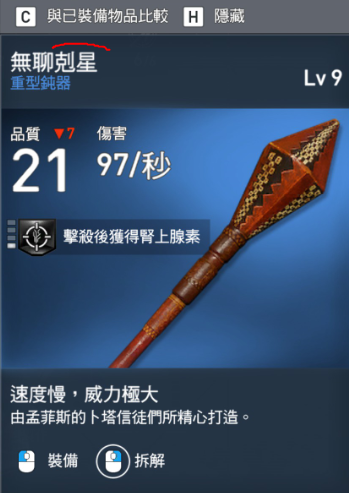 C 與已裝備物品比較 H 隱藏
無聊剋星
重型鈍器
Lv 9
品質 ▼7 傷害
21 97/秒
擊殺後獲得腎上腺素
速度慢，威力極大
由孟菲斯的卜塔信徒們所精心打造。
裝備 拆解